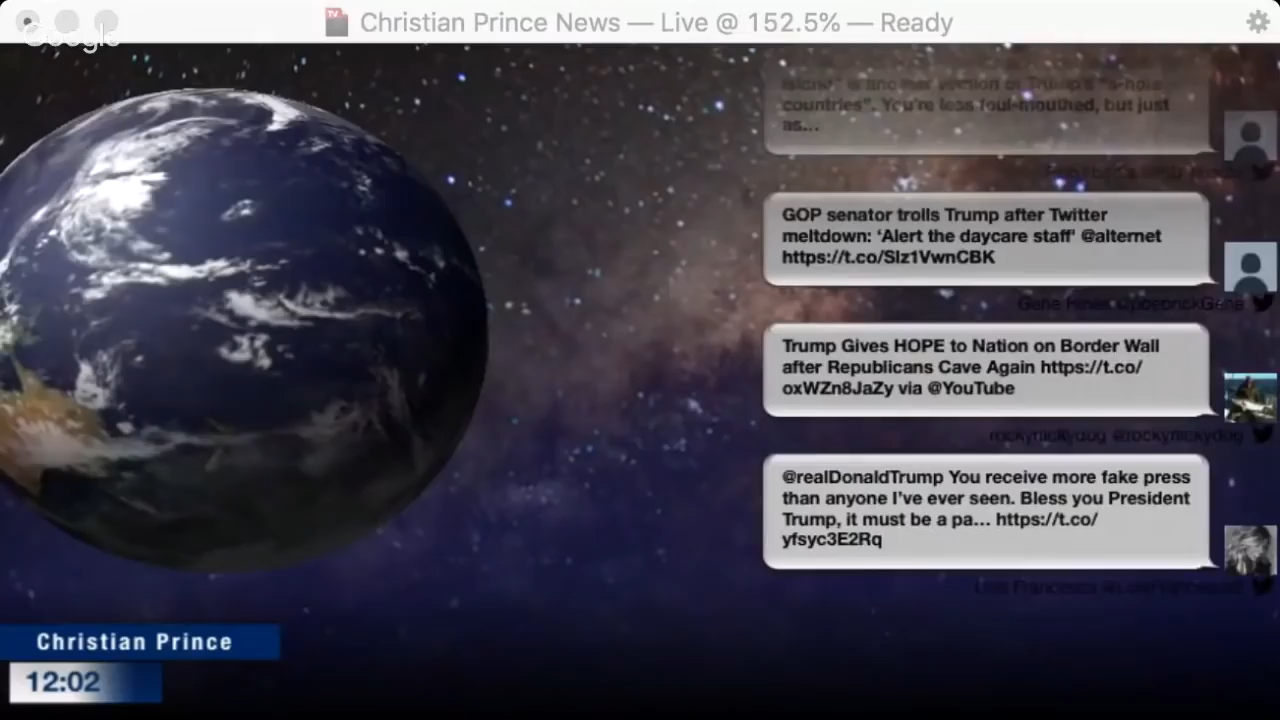 Christian Prince News — Live @ 152.5% — Ready
Google
countries". You're less foul-mouthed, but just
as...
GOP senator trolls Trump after Twitter
meltdown: ‘Alert the daycare staff' @alternet
https://t.co/Slz1VwnCBK
Trump Gives HOPE to Nation on Border Wall
after Republicans Cave Again https://t.co/
oxWZn8JaZy via @YouTube
rockynickydog @rockynickydog
@realDonaldTrump You receive more fake press
than anyone I've ever seen. Bless you President
Trump, it must be a pa... https://t.co/
yfsyc3E2Rq
Christian Prince
12:02